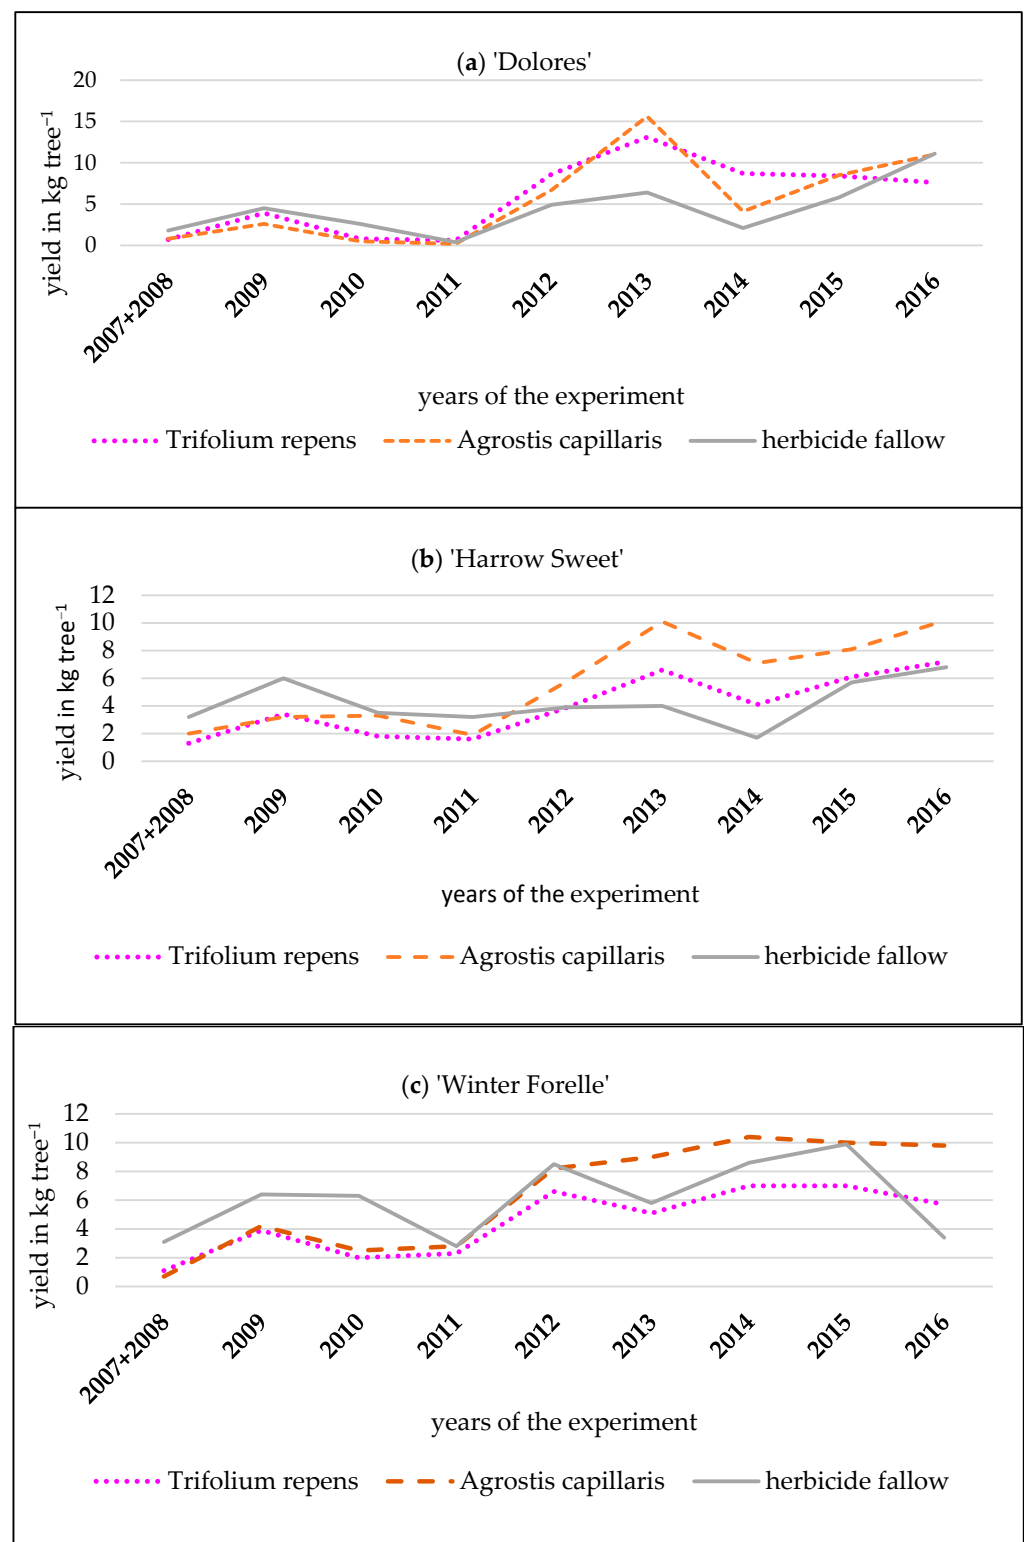 (a) 'Dolores'
20
15
10
5
0
yield in kg tree⁻¹
2007+2008 2009 2010 2011 2012 2013 2014 2015 2016
years of the experiment
Trifolium repens Agrostis capillaris herbicide fallow
(b) 'Harrow Sweet'
12
10
8
6
4
2
0
yield in kg tree⁻¹
2007+2008 2009 2010 2011 2012 2013 2014 2015 2016
years of the experiment
Trifolium repens Agrostis capillaris herbicide fallow
(c) 'Winter Forelle'
12
10
8
6
4
2
0
yield in kg tree⁻¹
2007+2008 2009 2010 2011 2012 2013 2014 2015 2016
years of the experiment
Trifolium repens Agrostis capillaris herbicide fallow